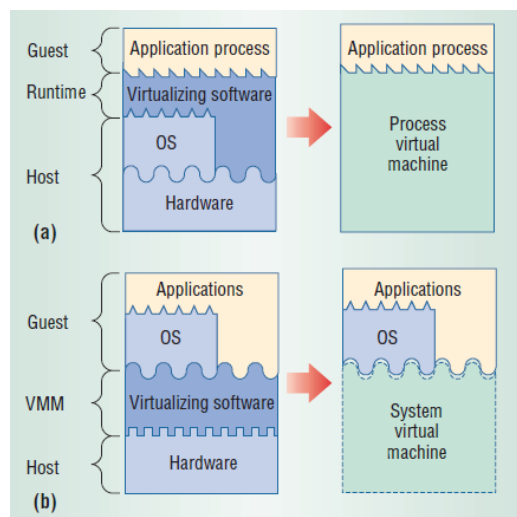 Guest
Runtime
Host
(a)
Application process
Virtualizing software
OS
Hardware
Application process
Process
virtual
machine
Guest
VMM
Host
(b)
Applications
OS
Virtualizing software
Hardware
Applications
OS
System
virtual
machine